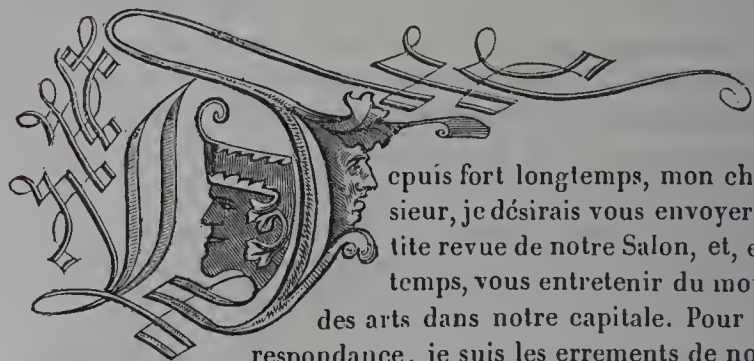 Depuis fort longtemps, mon ch
sieur, je désirais vous envoyer
tite revue de notre Salon, et, e
temps, vous entretenir du mo
des arts dans notre capitale. Pour
respondance, je suis les errements de no